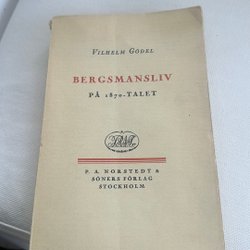 VILHELM GÖDEL
BERGSMANSLIV
PÅ 1870-TALET
P. A. NORSTEDT &
SÖNERS FÖRLAG
STOCKHOLM